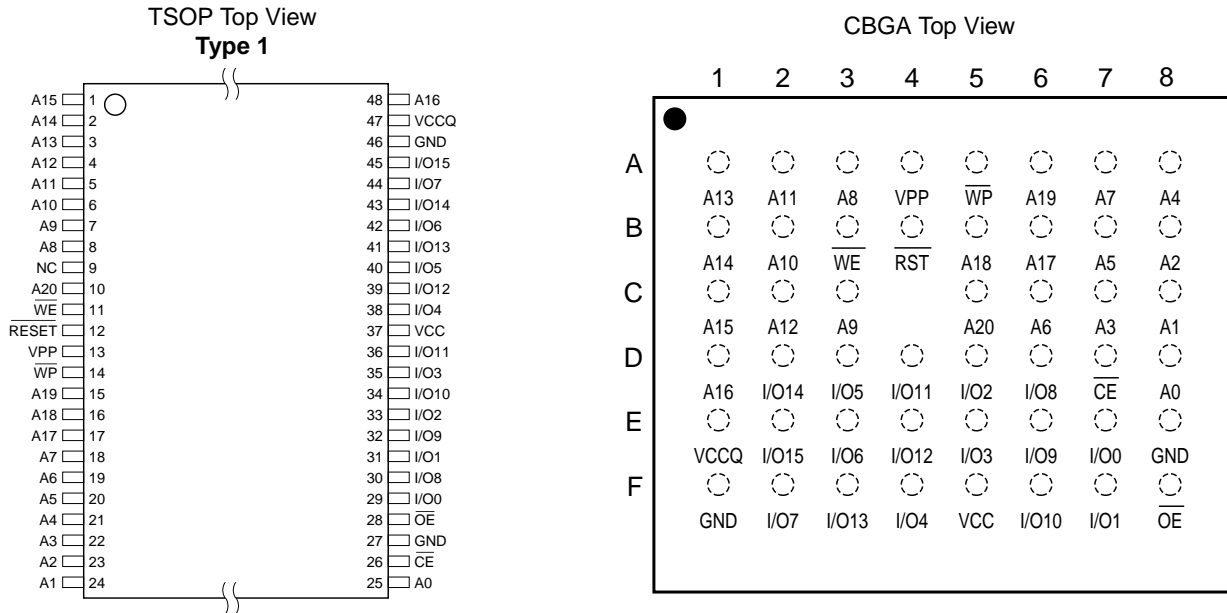 TSOP Top View
Type 1
A15 1 48 A16
A14 2 47 VCCQ
A13 3 46 GND
A12 4 45 I/O15
A11 5 44 I/O7
A10 6 43 I/O14
A9 7 42 I/O6
A8 8 41 I/O13
NC 9 40 I/O5
A20 10 39 I/O12
WE 11 38 I/O4
RESET 12 37 VCC
VPP 13 36 I/O11
WP 14 35 I/O3
A19 15 34 I/O10
A18 16 33 I/O2
A17 17 32 I/O9
A7 18 31 I/O1
A6 19 30 I/O8
A5 20 29 I/O0
A4 21 28 OE
A3 22 27 GND
A2 23 26 CE
A1 24 25 A0
CBGA Top View
1 2 3 4 5 6 7 8
A
A13 A11 A8 VPP WP A19 A7 A4
B
A14 A10 WE RST A18 A17 A5 A2
C
A15 A12 A9 A20 A6 A3 A1
D
A16 I/O14 I/O5 I/O11 I/O2 I/O8 CE A0
E
VCCQ I/O15 I/O6 I/O12 I/O3 I/O9 I/O0 GND
F
GND I/O7 I/O13 I/O4 VCC I/O10 I/O1 OE